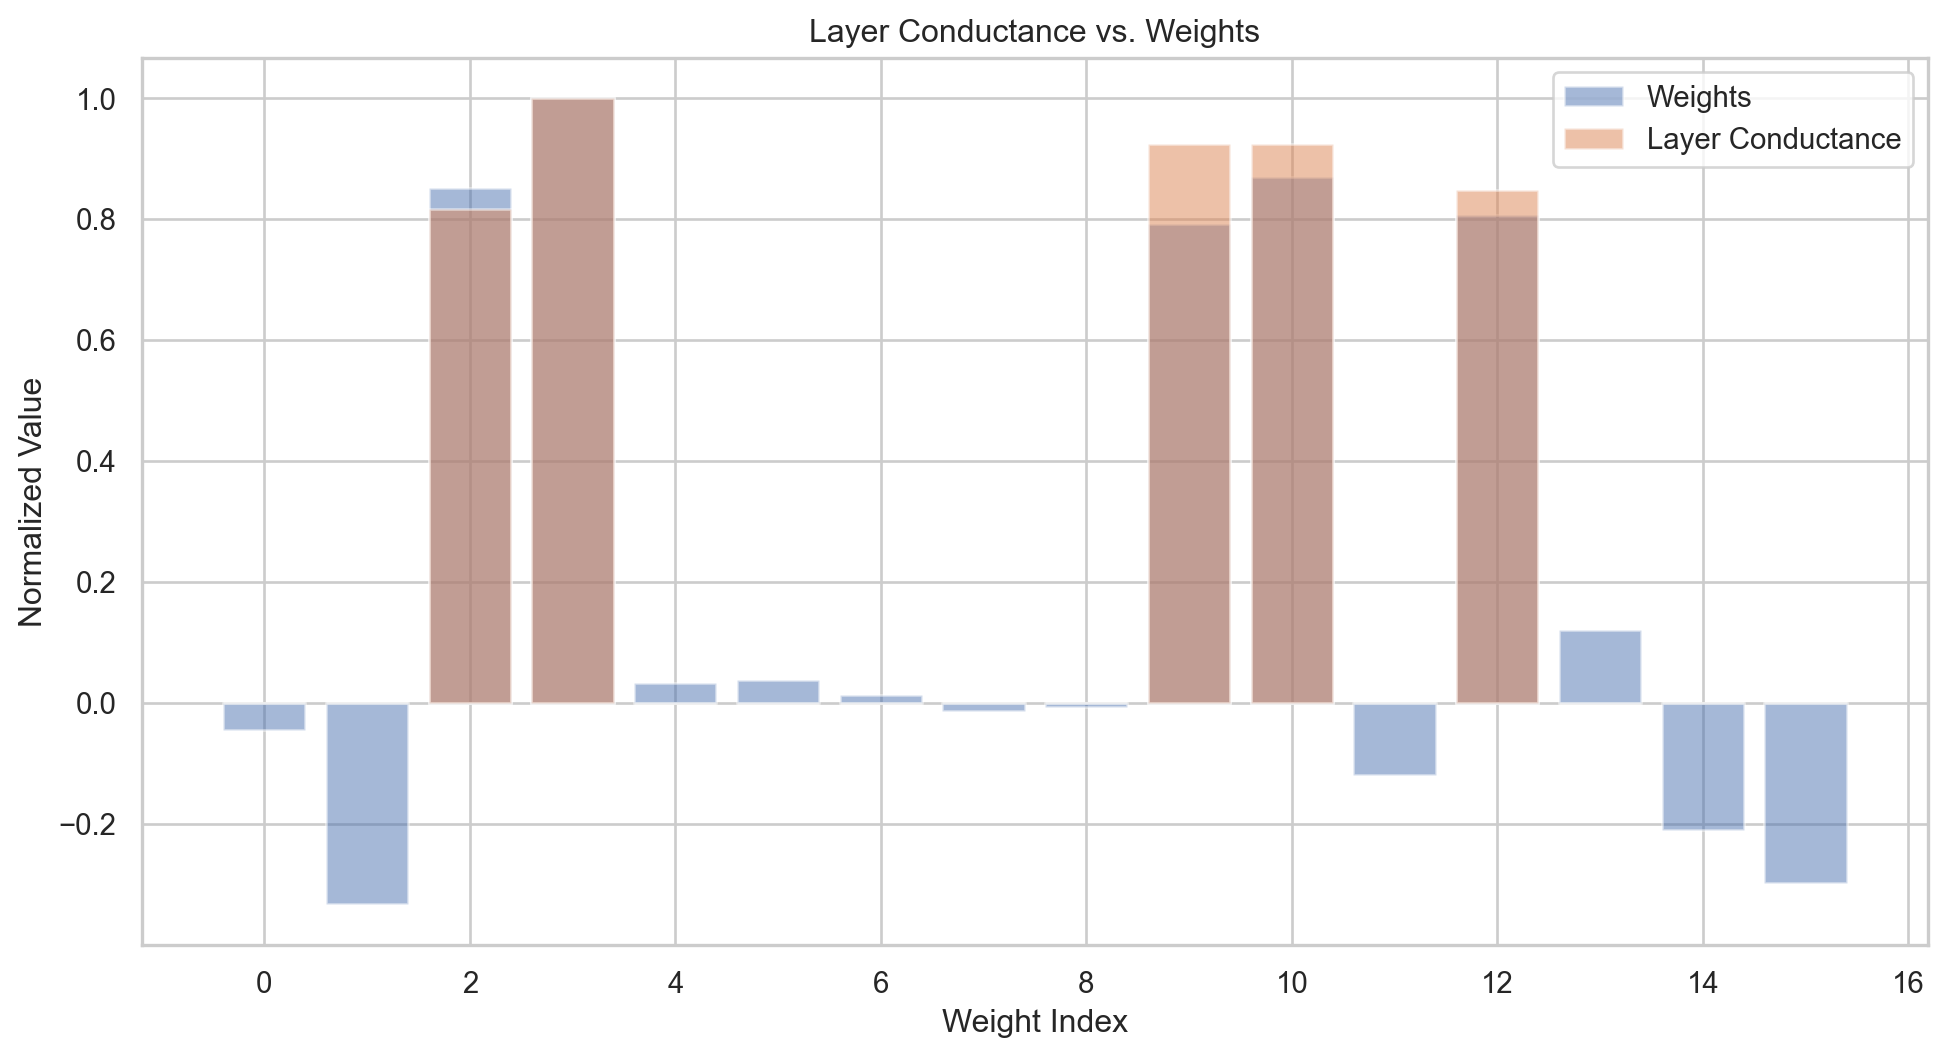 Layer Conductance vs. Weights
Weights
Layer Conductance
1.0
0.8
0.6
0.4
0.2
0.0
−0.2
Normalized Value
0 2 4 6 8 10 12 14 16
Weight Index